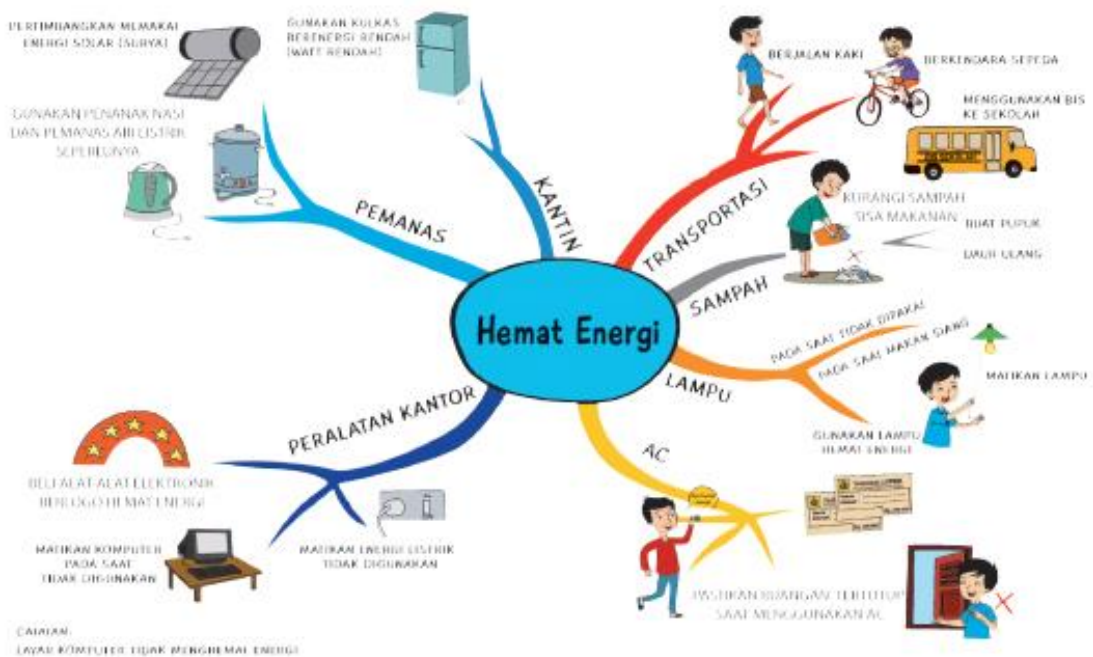 PERTIMBANGKAN MEMAKAI
ENERGI SOLAR (SURYA)
GUNAKAN PENANAK NASI
DAN PEMANAS AIR LISTRIK
SEPERLUNYA
PEMANAS
GUNAKAN KULKAS
BERENERGI RENDAH
(WATT RENDAH)
KANTIN
BERJALAN KAKI
BERKENDARA SEPEDA
MENGGUNAKAN BIS
KE SEKOLAH
BUS SEKOLAH
TRANSPORTASI
KURANGI SAMPAH
SISA MAKANAN
BUAT PUPUK
DAUR ULANG
SAMPAH
Hemat Energi
PADA SAAT TIDAK DIPAKAI
PADA SAAT MAKAN SIANG
MATIKAN LAMPU
LAMPU
GUNAKAN LAMPU
HEMAT ENERGI
PERALATAN KANTOR
AC
BELI ALAT-ALAT ELEKTRONIK
BERLOGO HEMAT ENERGI
MATIKAN KOMPUTER
PADA SAAT
TIDAK DIGUNAKAN
MATIKAN ENERGI LISTRIK
TIDAK DIGUNAKAN
PASTIKAN RUANGAN TERTUTUP
SAAT MENGGUNAKAN AC
CATATAN:
LAYAR KOMPUTER TIDAK MENGHEMAT ENERGI